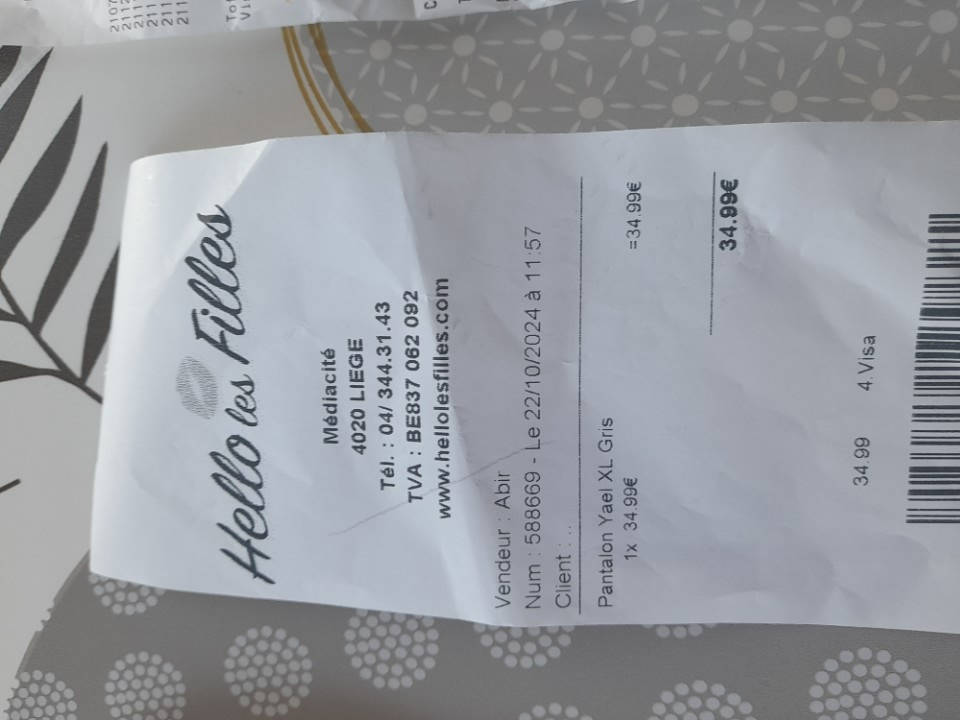 Hello les Filles
Médiacité
4020 LIEGE
Tél. : 04/ 344.31.43
TVA : BE837 062 092
www.hellolesfilles.com
Vendeur : Abir
Num : 588669 - Le 22/10/2024 à 11:57
Client : ..
Pantalon Yael XL Gris
1x 34.99€ =34.99€
34.99€
34.99 4.Visa